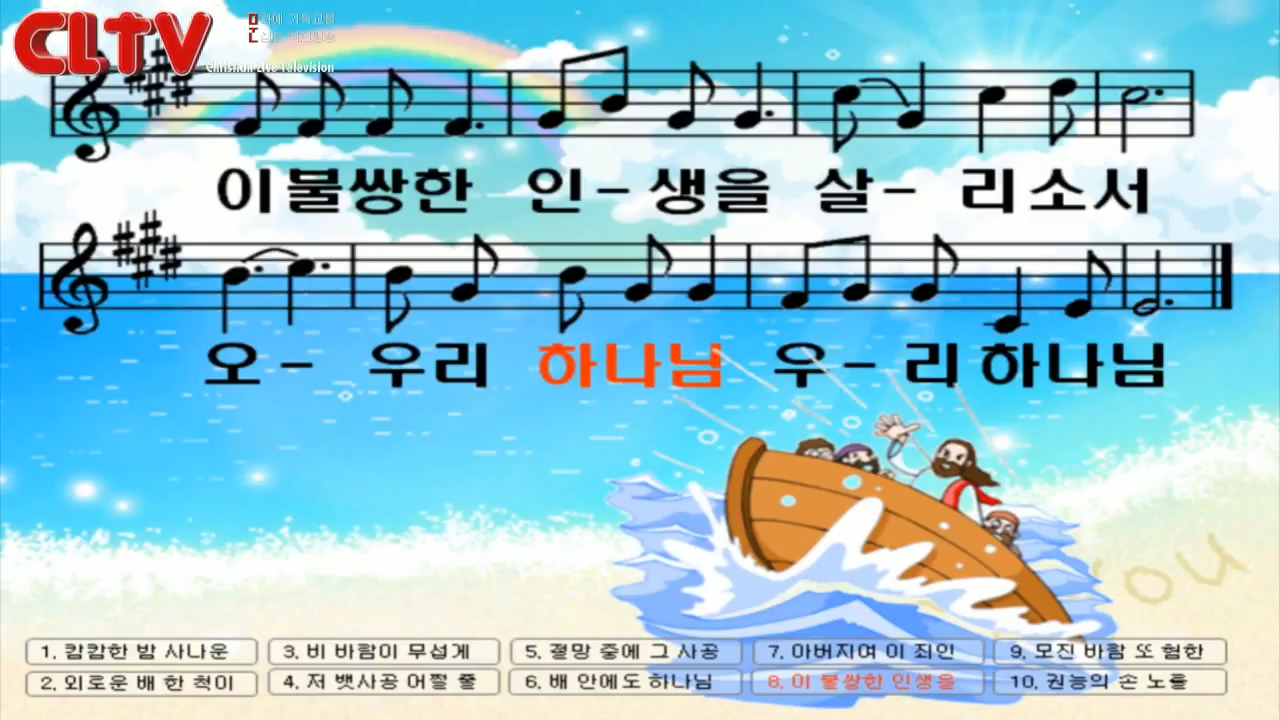 CLTV
Christian Live Television
이불쌍한 인-생을 살- 리소서
오- 우리 하나님 우-리하나님
you
1. 캄캄한 밤 사나운
3. 비 바람이 무섭게
5. 절망 중에 그 사공
7. 아버지여 이 죄인
9. 모진 바람 또 험한
2. 외로운 배 한 척이
4. 저 뱃사공 어쩔 줄
6. 배 안에도 하나님
8. 이 불쌍한 인생을
10. 권능의 손 노를